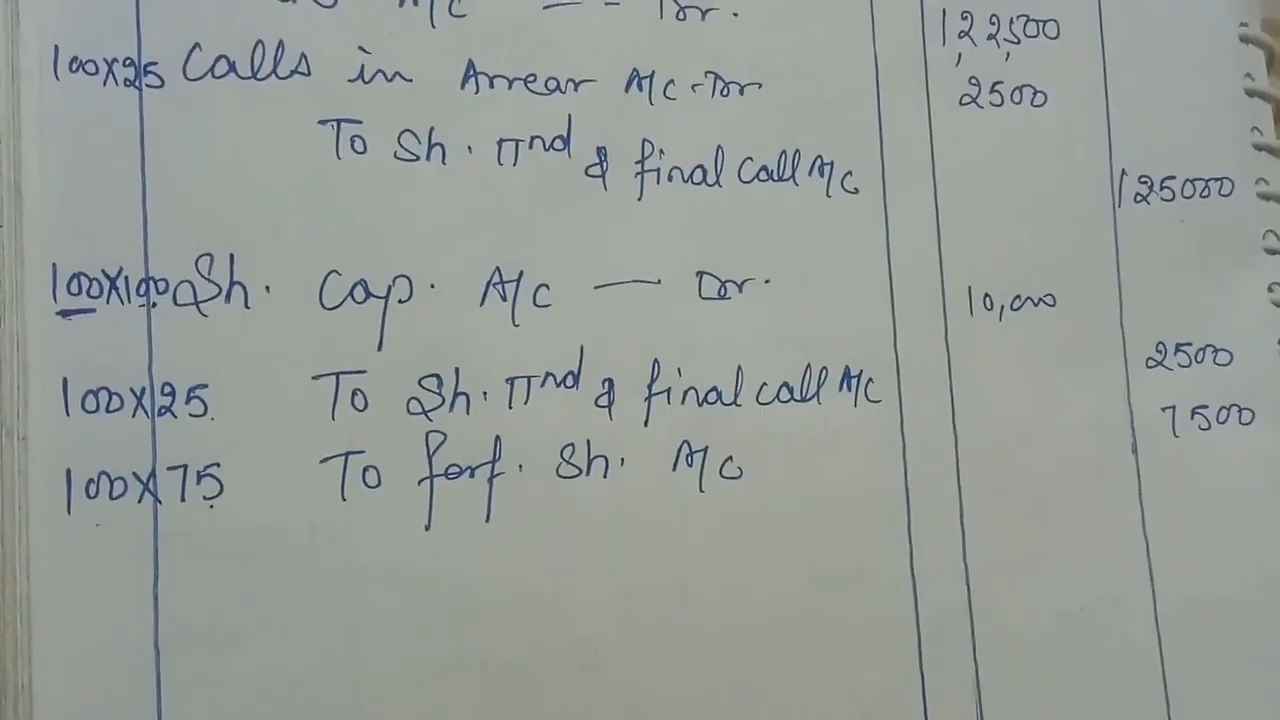 A/C — - Dr. 122500
100x25 Calls in Arrear A/C - Dr 2500
To Sh. IInd & final Call A/C 125000
100x100 Sh. Cap. A/C — Dr. 10,000
100x25. To Sh. IInd & final call A/C 2500
100x75 To forf. Sh. A/C 7500